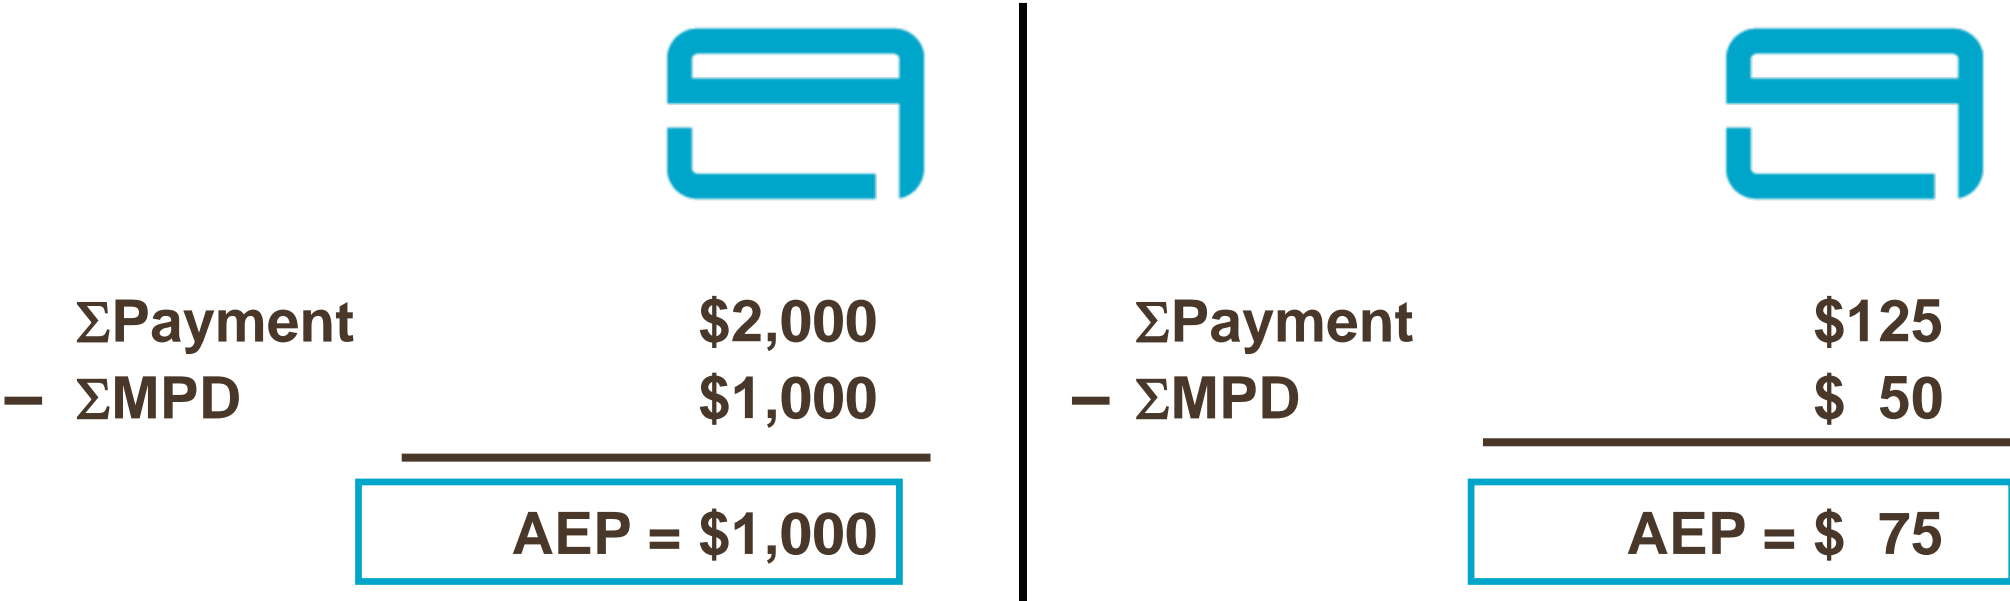 ΣPayment $2,000
– ΣMPD $1,000
AEP = $1,000
ΣPayment $125
– ΣMPD $ 50
AEP = $ 75